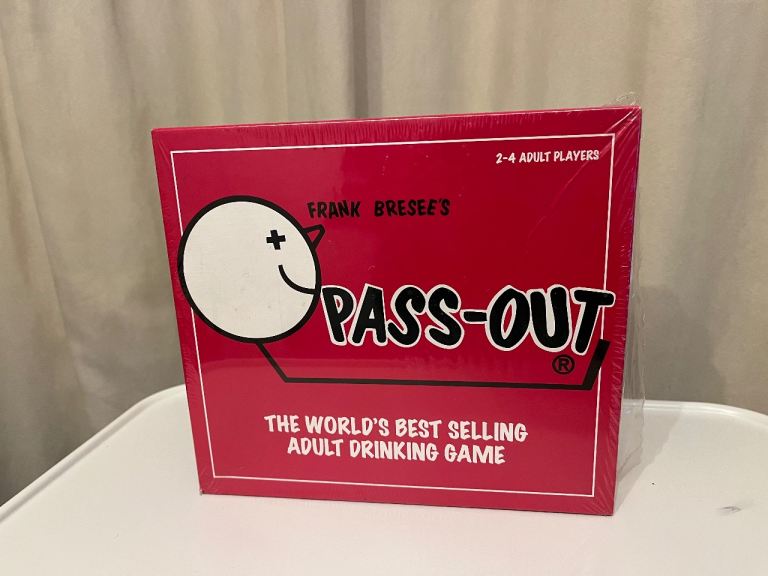 2-4 ADULT PLAYERS
FRANK BRESEE'S
PASS-OUT
®
THE WORLD'S BEST SELLING
ADULT DRINKING GAME